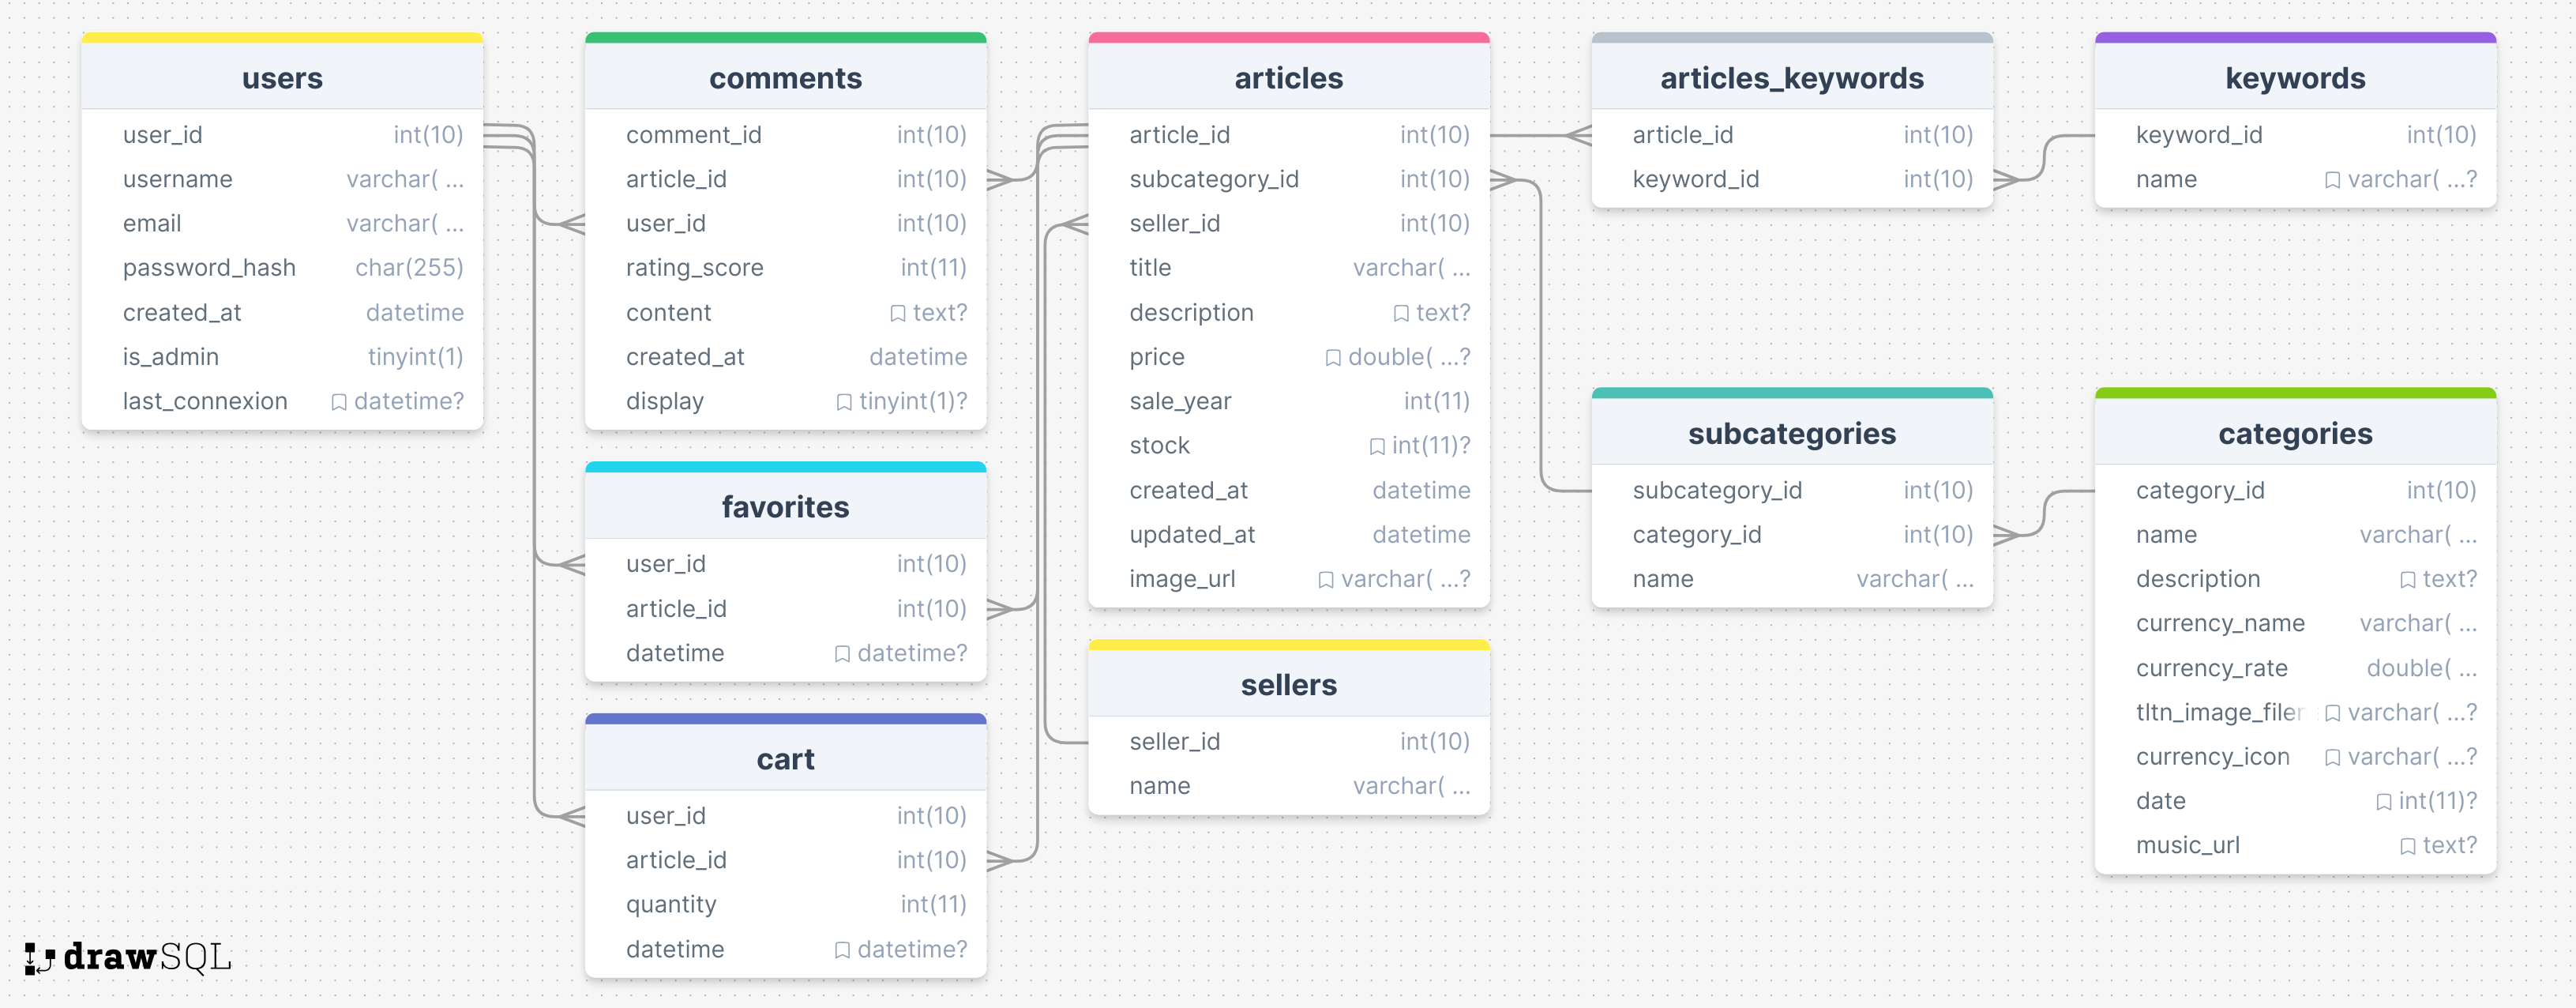 users
user_id int(10)
username varchar( ...
email varchar( ...
password_hash char(255)
created_at datetime
is_admin tinyint(1)
last_connexion datetime?
comments
comment_id int(10)
article_id int(10)
user_id int(10)
rating_score int(11)
content text?
created_at datetime
display tinyint(1)?
favorites
user_id int(10)
article_id int(10)
datetime datetime?
cart
user_id int(10)
article_id int(10)
quantity int(11)
datetime datetime?
articles
article_id int(10)
subcategory_id int(10)
seller_id int(10)
title varchar( ...
description text?
price double( ...?
sale_year int(11)
stock int(11)?
created_at datetime
updated_at datetime
image_url varchar( ...?
sellers
seller_id int(10)
name varchar( ...
articles_keywords
article_id int(10)
keyword_id int(10)
subcategories
subcategory_id int(10)
category_id int(10)
name varchar( ...
keywords
keyword_id int(10)
name varchar( ...?
categories
category_id int(10)
name varchar( ...
description text?
currency_name varchar( ...
currency_rate double( ...
varchar( ...?
currency_icon varchar( ...?
date int(11)?
music_url text?
drawSQL